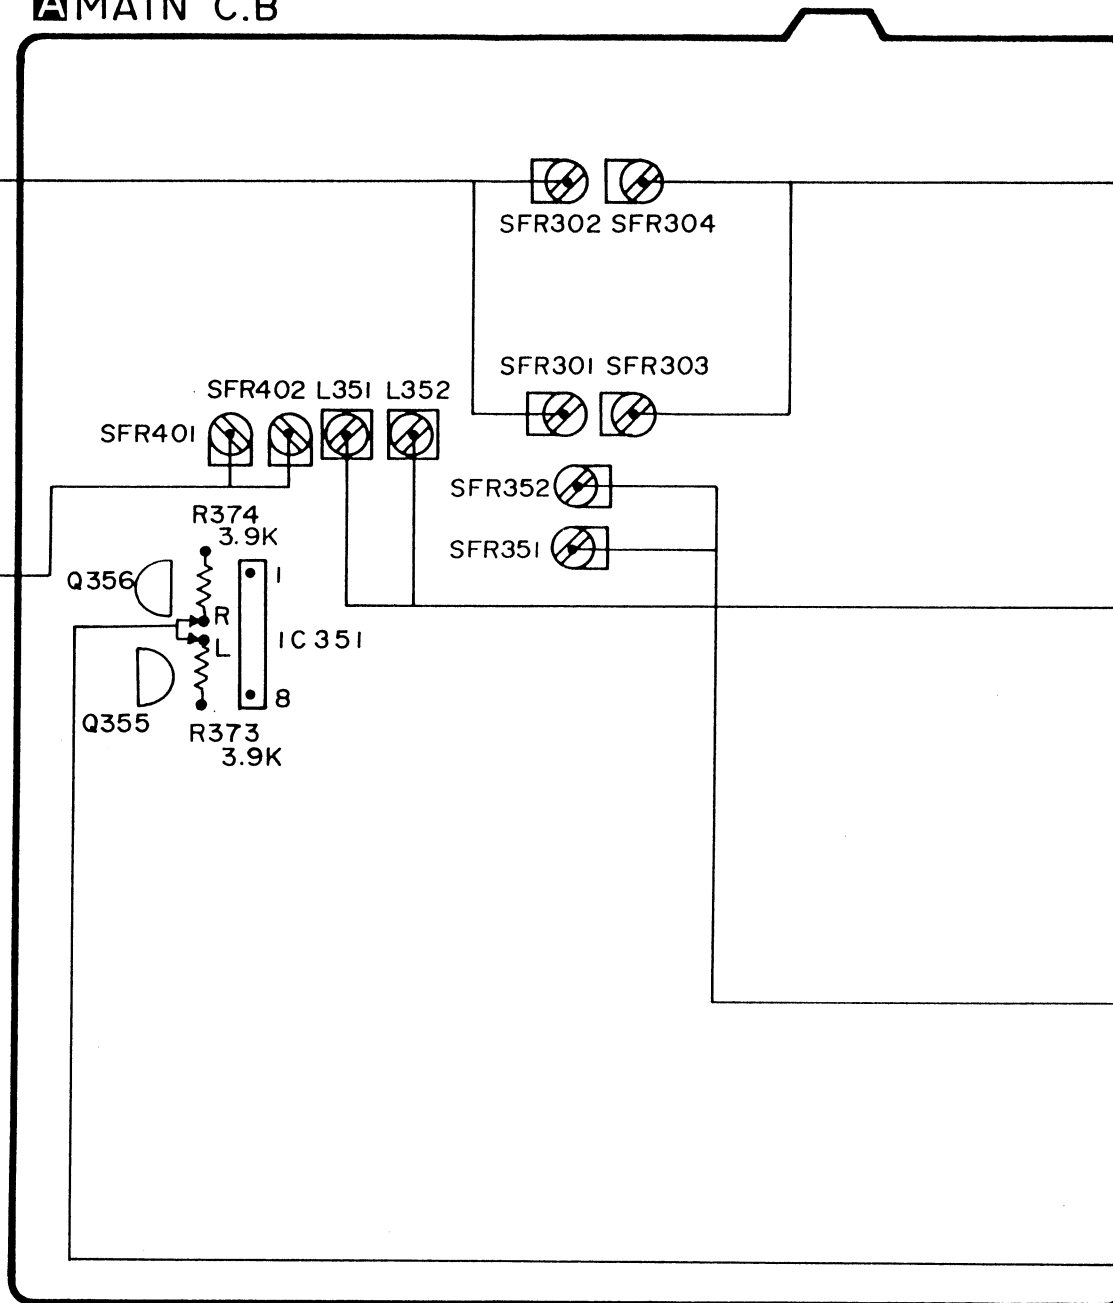 A MAIN C.B
SFR302 SFR304
SFR301 SFR303
SFR402 L351 L352
SFR401
SFR352
R374
3.9K
SFR351
Q356
1
R
IC351
L
8
Q355
R373
3.9K